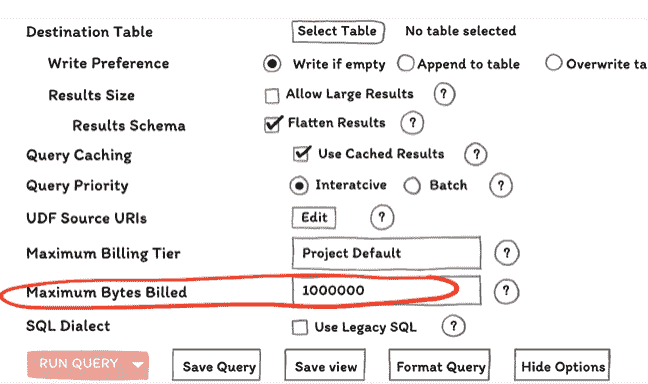 Destination Table Select Table No table selected
Write Preference Write if empty Append to table Overwrite ta
Results Size Allow Large Results ?
Results Schema Flatten Results ?
Query Caching Use Cached Results ?
Query Priority Interatcive Batch ?
UDF Source URIs Edit ?
Maximum Billing Tier Project Default ?
Maximum Bytes Billed 1000000 ?
SQL Dialect Use Legacy SQL ?
RUN QUERY Save Query Save view Format Query Hide Options